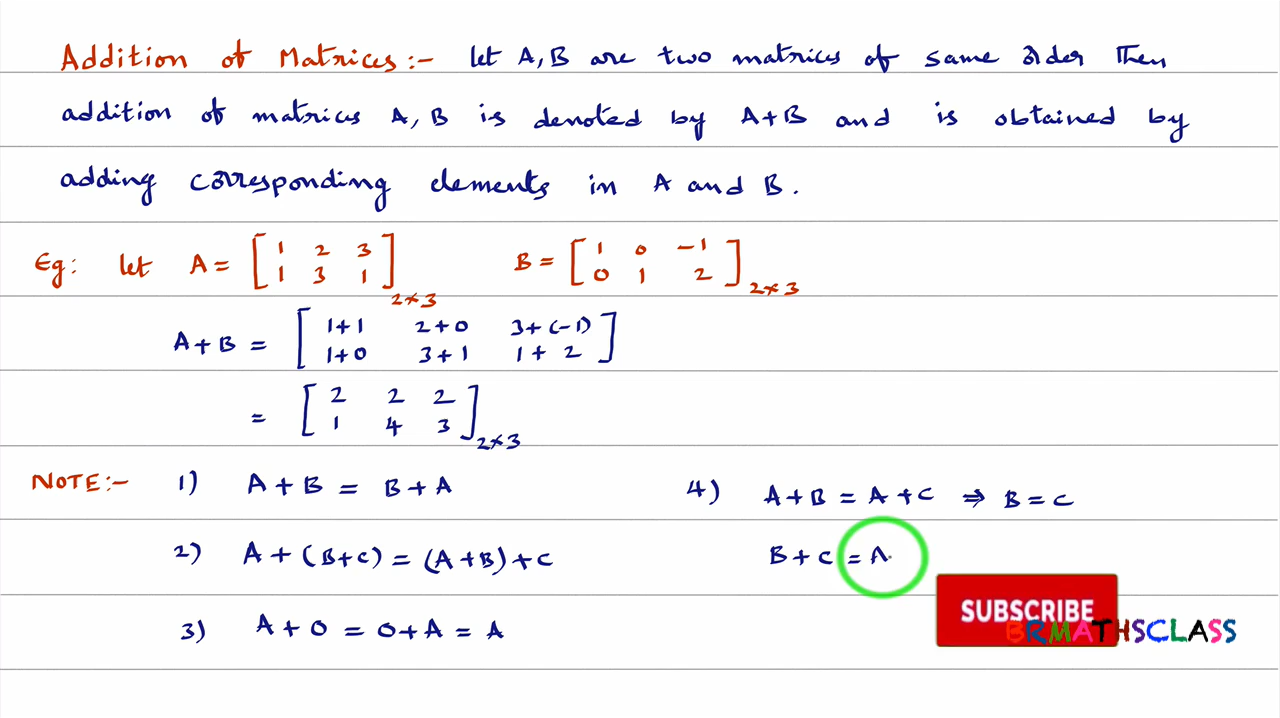 Addition of Matrices:- let A,B are two matrices of same order Then
addition of matrices A, B is denoted by A+B and is obtained by
adding corresponding elements in A and B.
Eg: let A = [ 1 2 3
1 3 1 ] 2×3 B = [ 1 0 -1
0 1 2 ] 2×3
A+B = [ 1+1 2+0 3+(-1)
1+0 3+1 1+2 ]
= [ 2 2 2
1 4 3 ] 2×3
NOTE:- 1) A+B = B+A
2) A+(B+C) = (A+B)+C
3) A+0 = 0+A = A
4) A+B = A+C ⇒ B=C
B+C = A
SUBSCRIBE
BRMATHSCLASS